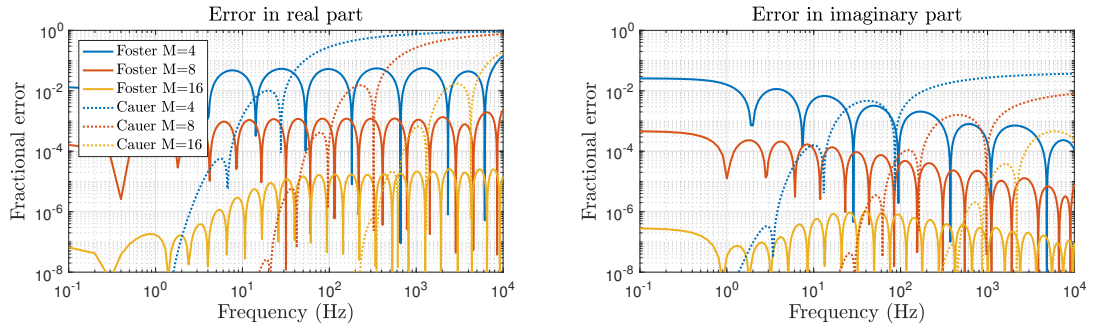 Error in real part
Fractional error
10^0
10^-2
10^-4
10^-6
10^-8
Foster M=4
Foster M=8
Foster M=16
Cauer M=4
Cauer M=8
Cauer M=16
10^-1 10^0 10^1 10^2 10^3 10^4
Frequency (Hz)
Error in imaginary part
Fractional error
10^0
10^-2
10^-4
10^-6
10^-8
10^-1 10^0 10^1 10^2 10^3 10^4
Frequency (Hz)